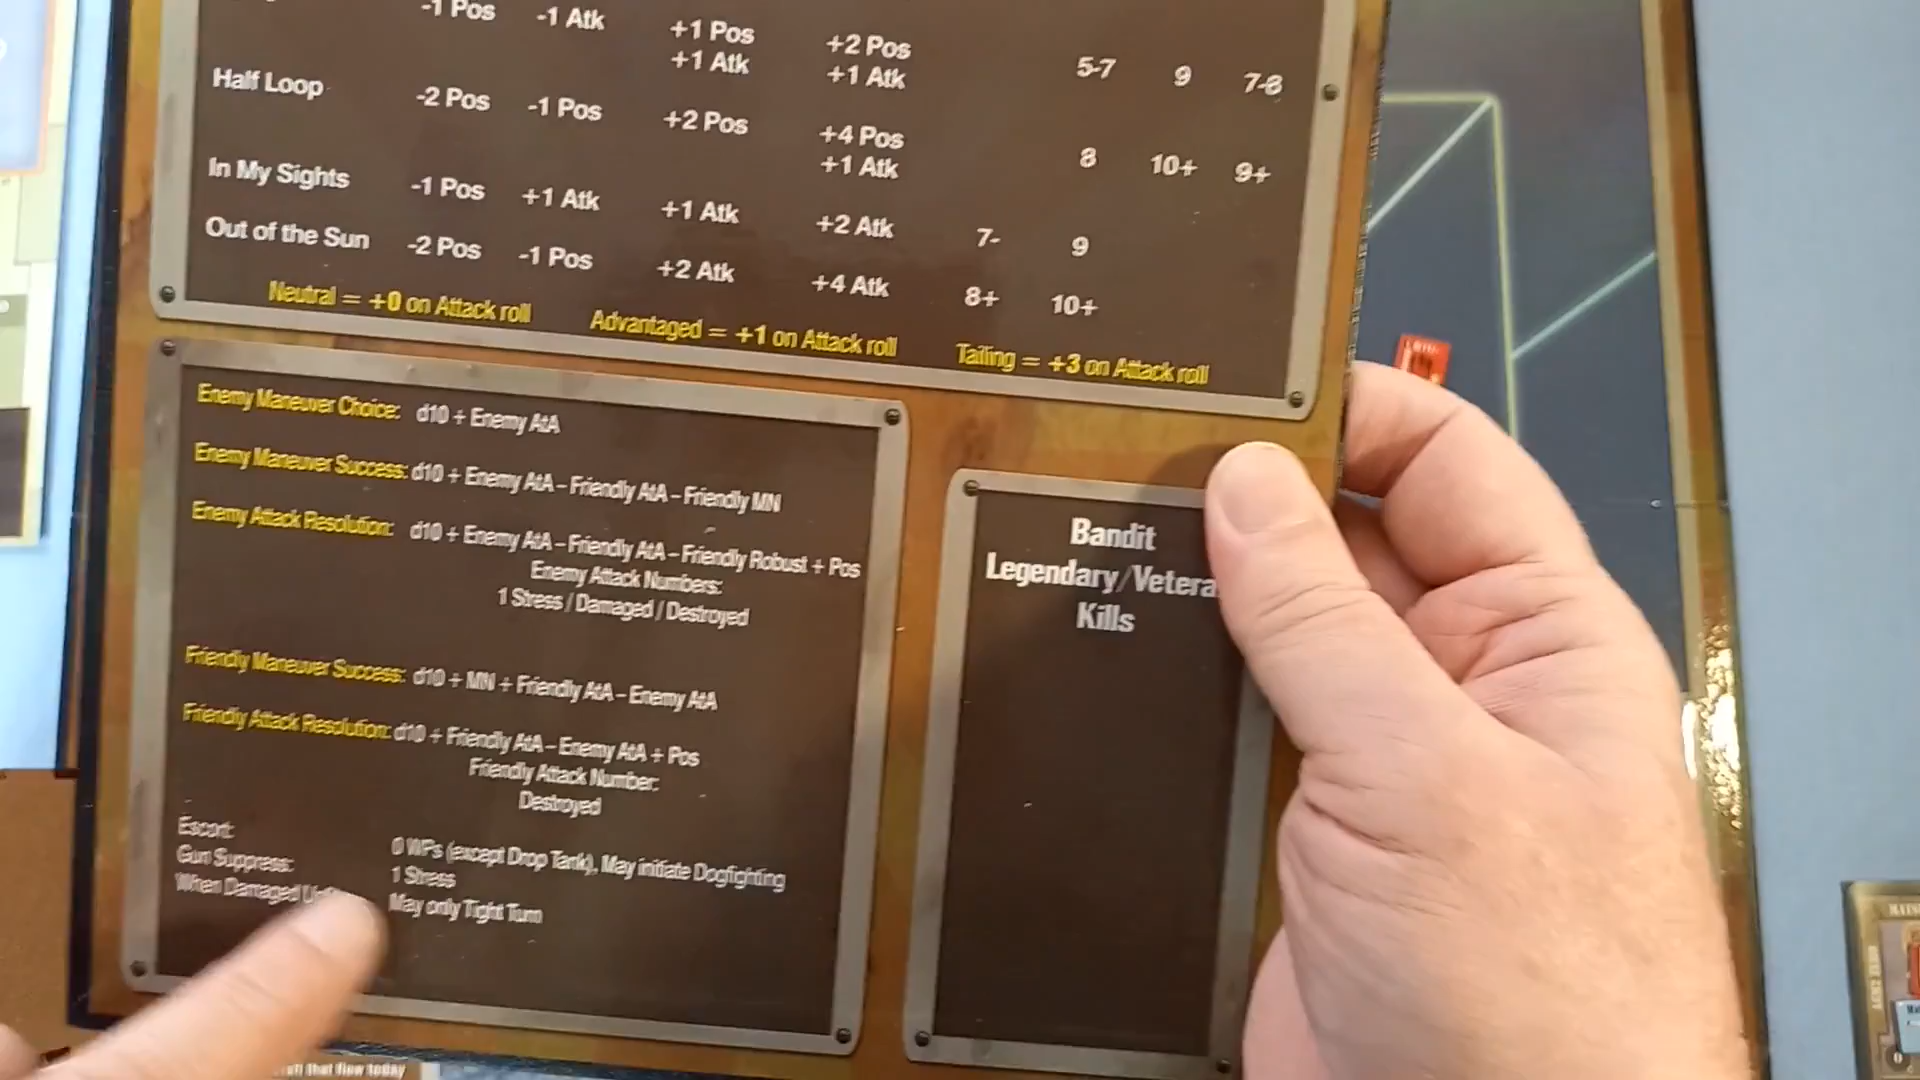 -1 Pos -1 Atk +1 Pos +2 Pos
+1 Atk +1 Atk 5-7 9 7-8
Half Loop -2 Pos -1 Pos +2 Pos +4 Pos
+1 Atk 8 10+ 9+
In My Sights -1 Pos +1 Atk +1 Atk +2 Atk 7- 9
Out of the Sun -2 Pos -1 Pos +2 Atk +4 Atk 8+ 10+
Neutral = +0 on Attack roll Advantaged = +1 on Attack roll Tailing = +3 on Attack roll
Enemy Maneuver Choice: d10 + Enemy AtA
Enemy Maneuver Success: d10 + Enemy AtA – Friendly AtA – Friendly MN
Enemy Attack Resolution: d10 + Enemy AtA – Friendly AtA – Friendly Robust + Pos
Enemy Attack Numbers:
1 Stress / Damaged / Destroyed
Friendly Maneuver Success: d10 + MN + Friendly AtA – Enemy AtA
Friendly Attack Resolution: d10 + Friendly AtA – Enemy AtA + Pos
Friendly Attack Number:
Destroyed
Escort: 0 WPs (except Drop Tank), May initiate Dogfighting
Gun Suppress: 1 Stress
When Damaged May only Tight Turn
Bandit
Legendary/Vetera
Kills
that flew today